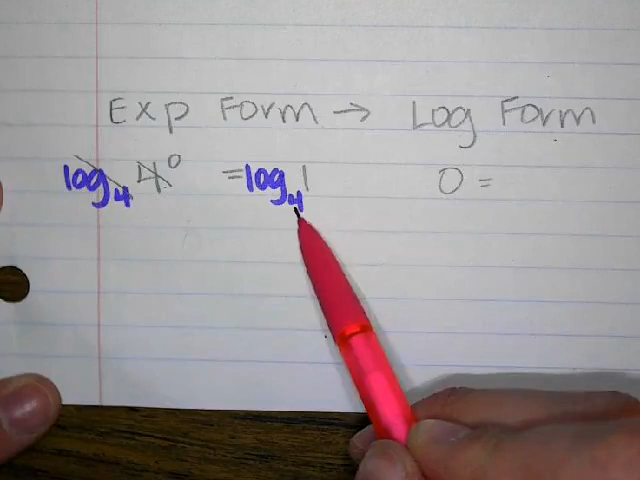 Exp Form → Log Form
log₄ 4⁰ = log₄ 1 0 =